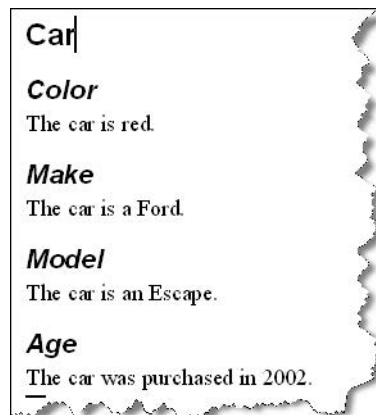 Car
Color
The car is red.
Make
The car is a Ford.
Model
The car is an Escape.
Age
The car was purchased in 2002.